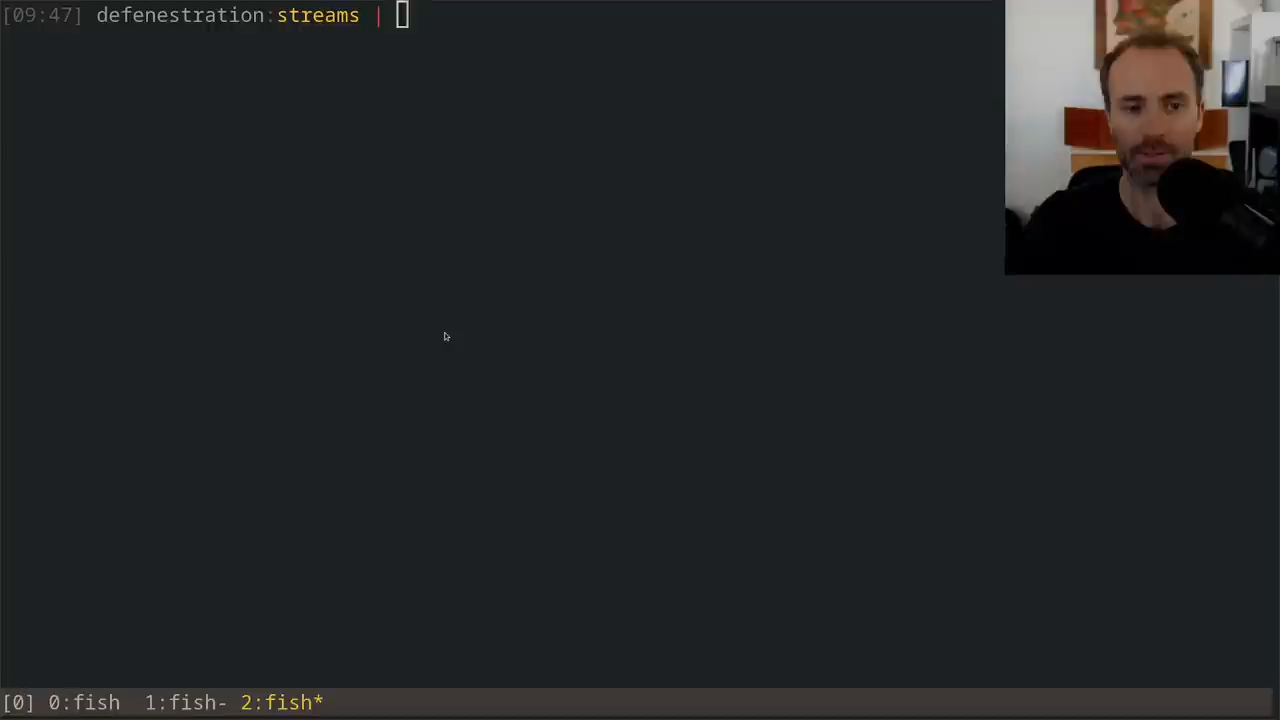 [09:47] defenestration:streams |
[0] 0:fish 1:fish- 2:fish*